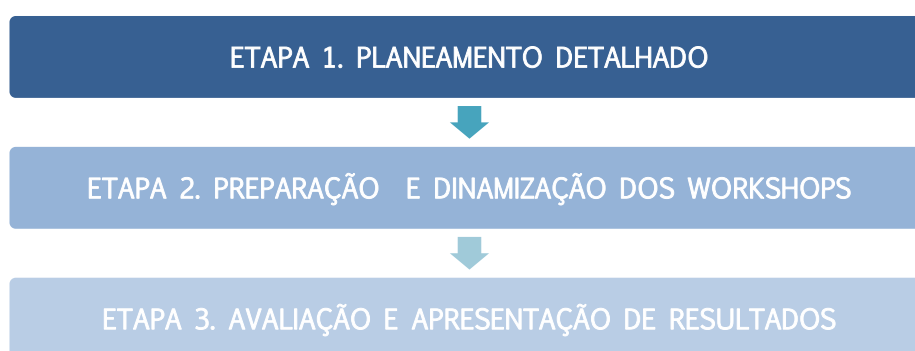 ETAPA 1. PLANEAMENTO DETALHADO
ETAPA 2. PREPARAÇÃO E DINAMIZAÇÃO DOS WORKSHOPS
ETAPA 3. AVALIAÇÃO E APRESENTAÇÃO DE RESULTADOS